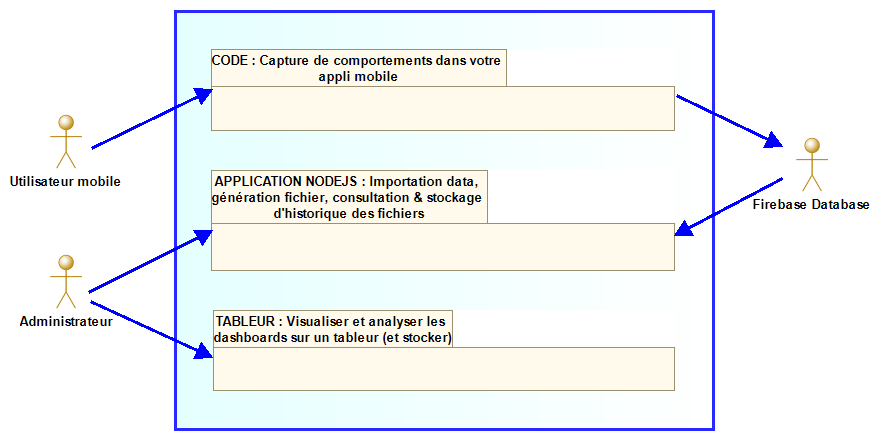 CODE : Capture de comportements dans votre
appli mobile
Utilisateur mobile
APPLICATION NODEJS : Importation data,
génération fichier, consultation & stockage
d'historique des fichiers
Firebase Database
Administrateur
TABLEUR : Visualiser et analyser les
dashboards sur un tableur (et stocker)